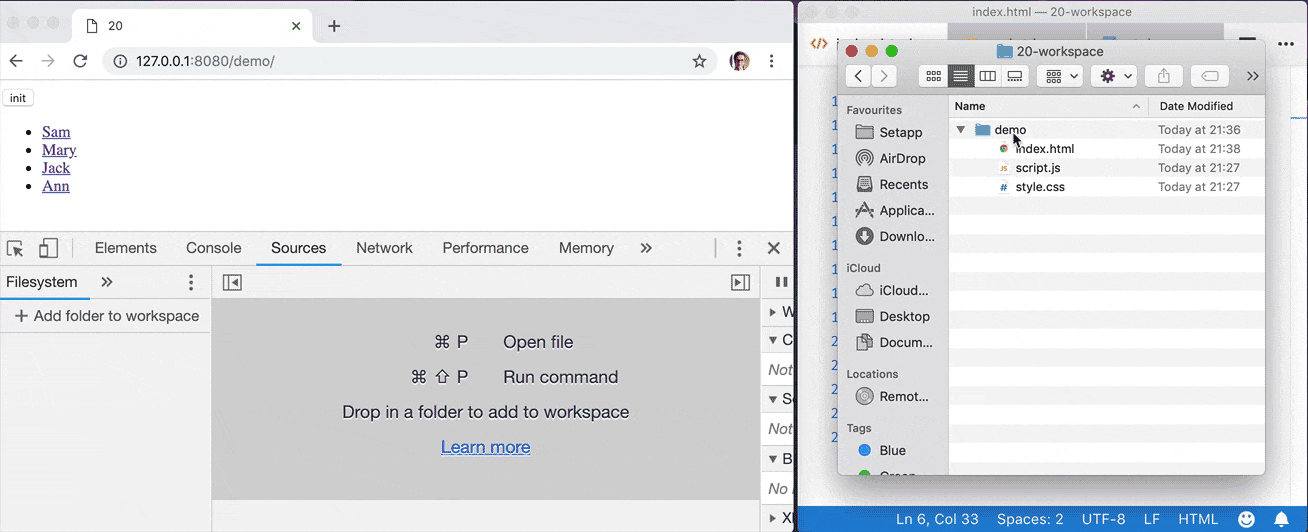 20
127.0.0.1:8080/demo/
init
Sam
Mary
Jack
Ann
Elements Console Sources Network Performance Memory
Filesystem
+ Add folder to workspace
⌘ P Open file
⌘ ⇧ P Run command
Drop in a folder to add to workspace
Learn more
W
C
Not
Not
B
XI
index.html — 20-workspace
20-workspace
Favourites
Setapp
AirDrop
Recents
Applica...
Downlo...
iCloud
iCloud...
Desktop
Docum...
Locations
Remot...
Tags
Blue
Green
Name Date Modified
demo Today at 21:36
index.html Today at 21:38
script.js Today at 21:27
style.css Today at 21:27
Ln 6, Col 33 Spaces: 2 UTF-8 LF HTML